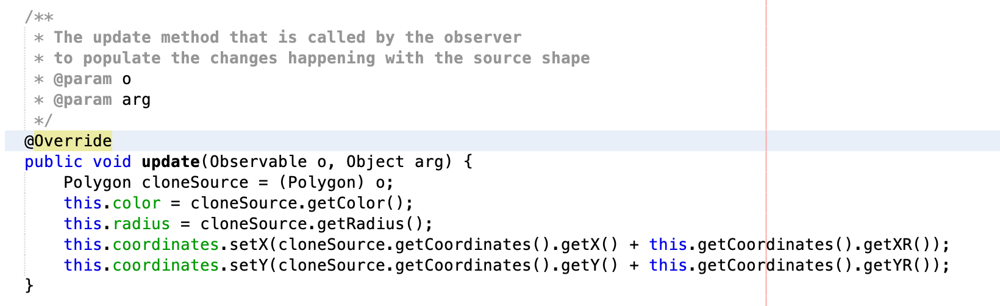 /**
 * The update method that is called by the observer
 * to populate the changes happening with the source shape
 * @param o
 * @param arg
 */
@Override
public void update(Observable o, Object arg) {
    Polygon cloneSource = (Polygon) o;
    this.color = cloneSource.getColor();
    this.radius = cloneSource.getRadius();
    this.coordinates.setX(cloneSource.getCoordinates().getX() + this.getCoordinates().getXR());
    this.coordinates.setY(cloneSource.getCoordinates().getY() + this.getCoordinates().getYR());
}